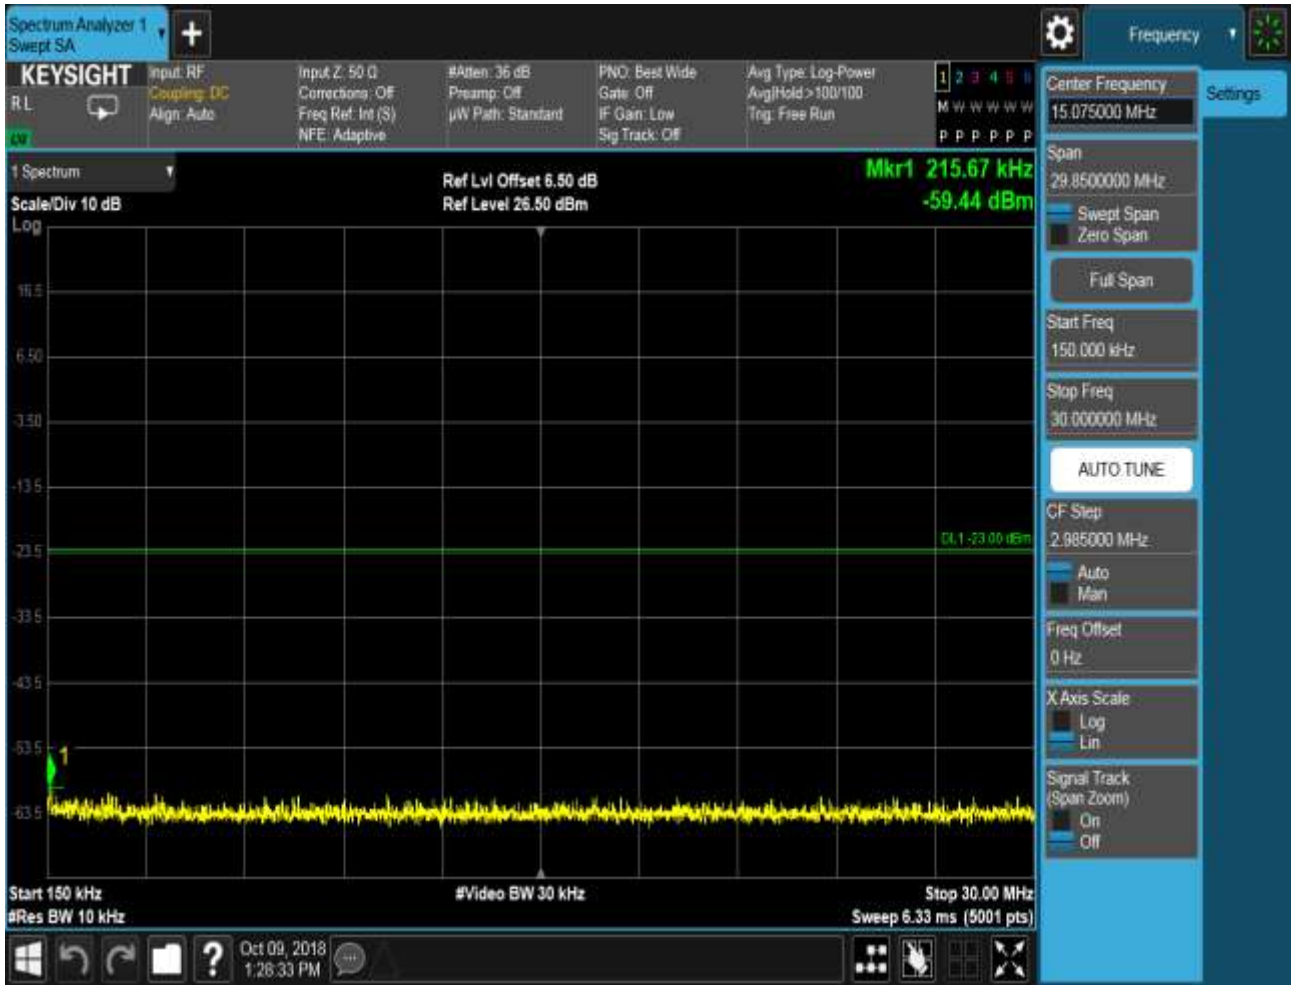 Spectrum Analyzer 1
Swept SA
+
Frequency
KEYSIGHT
RL
LXI
Input: RF
Coupling: DC
Align: Auto
Input Z: 50 Ω
Corrections: Off
Freq Ref: Int (S)
NFE: Adaptive
#Atten: 36 dB
Preamp: Off
µW Path: Standard
PNO: Best Wide
Gate: Off
IF Gain: Low
Sig Track: Off
Avg Type: Log-Power
Avg|Hold:>100/100
Trig: Free Run
1 2 3 4 5 6
M W W W W W
P P P P P P
1 Spectrum
Scale/Div 10 dB
Ref Lvl Offset 6.50 dB
Ref Level 26.50 dBm
Mkr1 215.67 kHz
-59.44 dBm
Log
16.5
6.50
-3.50
-13.5
-23.5
DL1 -23.00 dBm
-33.5
-43.5
-53.5
1
-63.5
Start 150 kHz
#Res BW 10 kHz
#Video BW 30 kHz
Stop 30.00 MHz
Sweep 6.33 ms (5001 pts)
Center Frequency
15.075000 MHz
Settings
Span
29.8500000 MHz
Swept Span
Zero Span
Full Span
Start Freq
150.000 kHz
Stop Freq
30.000000 MHz
AUTO TUNE
CF Step
2.985000 MHz
Auto
Man
Freq Offset
0 Hz
X Axis Scale
Log
Lin
Signal Track
(Span Zoom)
On
Off
?
Oct 09, 2018
1:28:33 PM